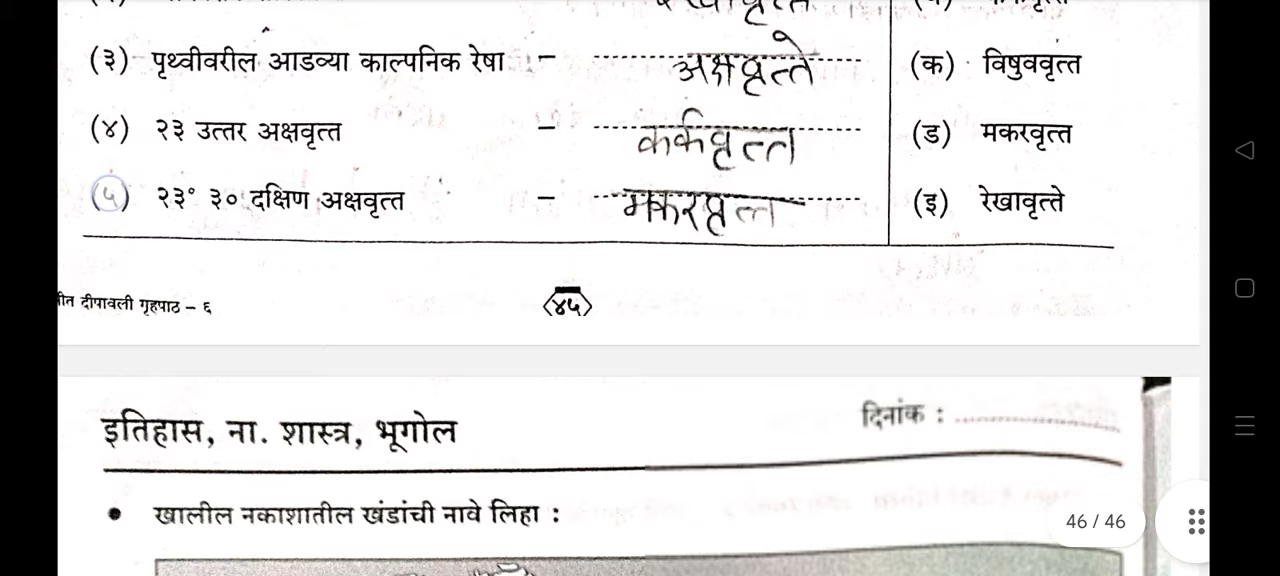 (३) पृथ्वीवरील आडव्या काल्पनिक रेषा - अक्षवृत्ते (क) विषुववृत्त
(४) २३ उत्तर अक्षवृत्त - कर्कवृत्त (ड) मकरवृत्त
(५) २३° ३० दक्षिण अक्षवृत्त - मकरवृत्त (इ) रेखावृत्ते
दीपावली गृहपाठ - ६ ४५
इतिहास, ना. शास्त्र, भूगोल दिनांक :
• खालील नकाशातील खंडांची नावे लिहा :
46 / 46